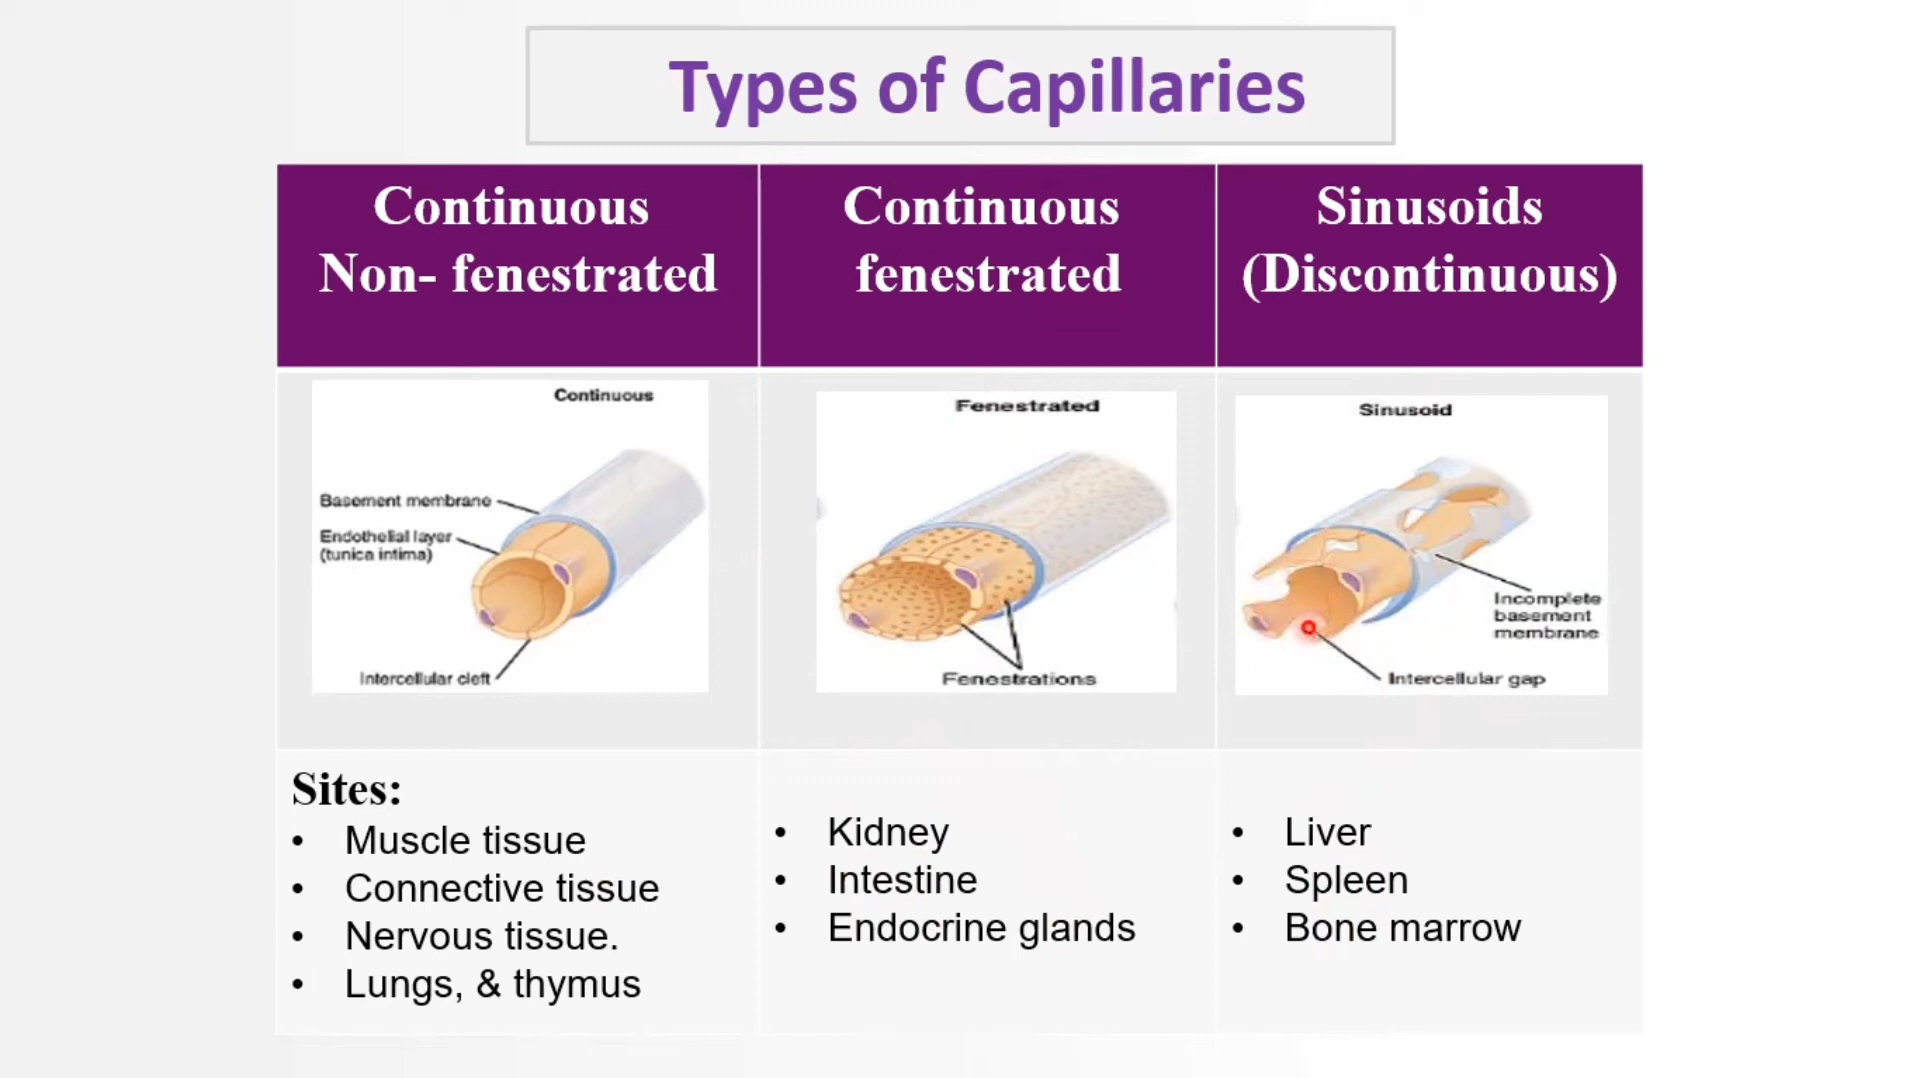 Types of Capillaries
Continuous
Non- fenestrated
Continuous
fenestrated
Sinusoids
(Discontinuous)
Continuous
Basement membrane
Endothelial layer
(tunica intima)
Intercellular cleft
Fenestrated
Fenestrations
Sinusoid
Incomplete
basement
membrane
Intercellular gap
Sites:
• Muscle tissue
• Connective tissue
• Nervous tissue.
• Lungs, & thymus
• Kidney
• Intestine
• Endocrine glands
• Liver
• Spleen
• Bone marrow